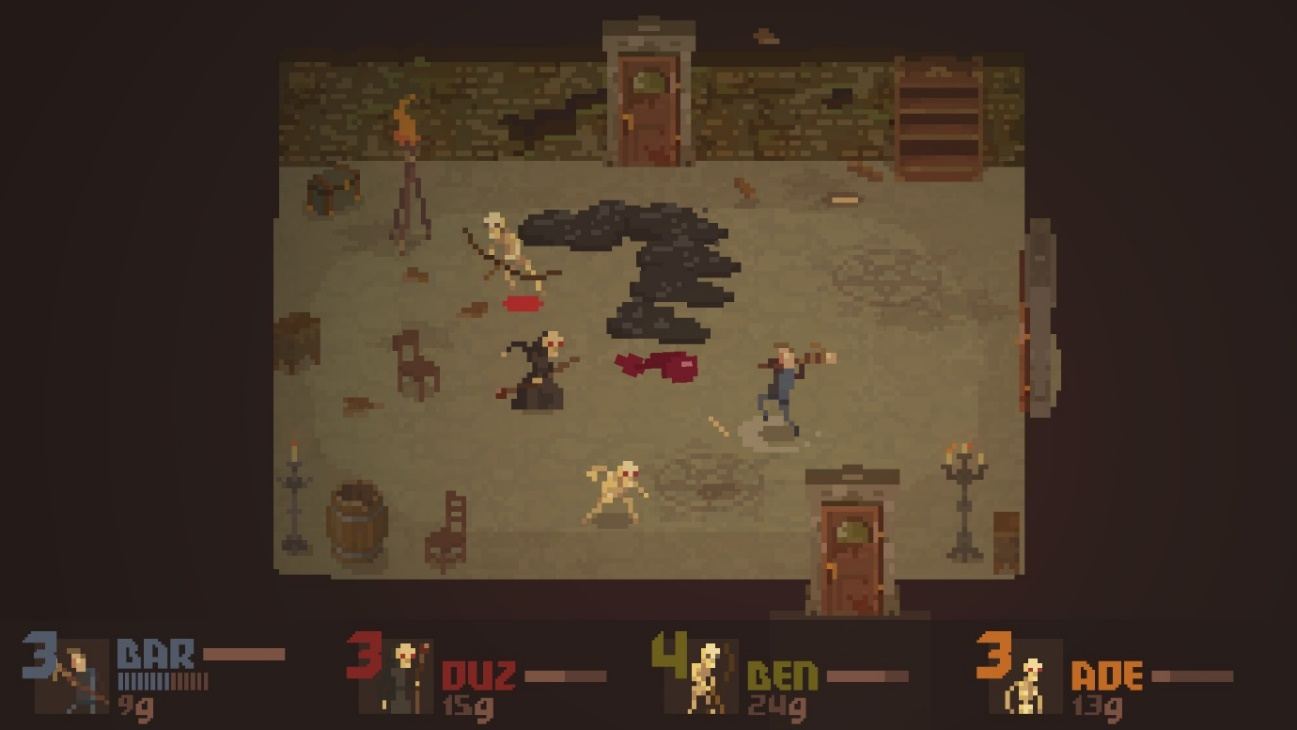 3 BAR
9g
3 DUZ
15g
4 BEN
24g
3 ADE
13g